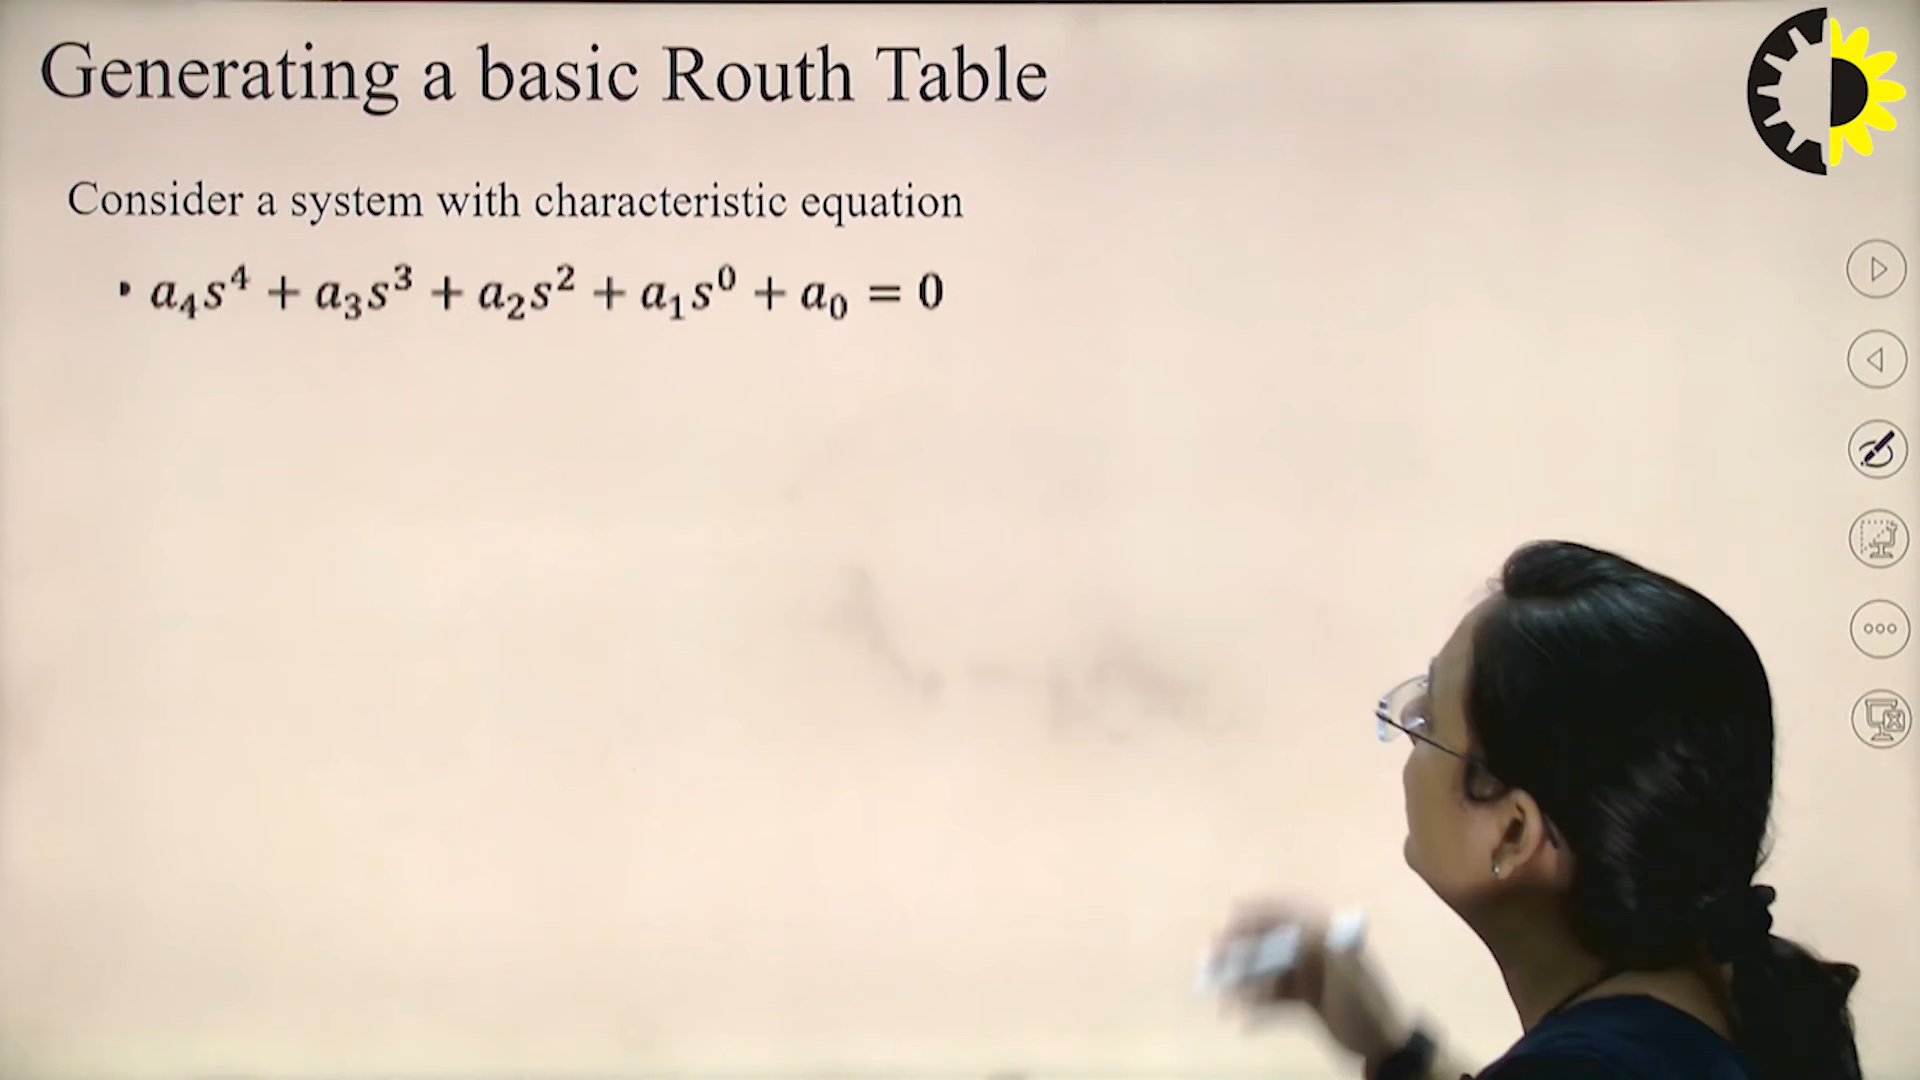 Generating a basic Routh Table
Consider a system with characteristic equation
• a₄s⁴ + a₃s³ + a₂s² + a₁s⁰ + a₀ = 0